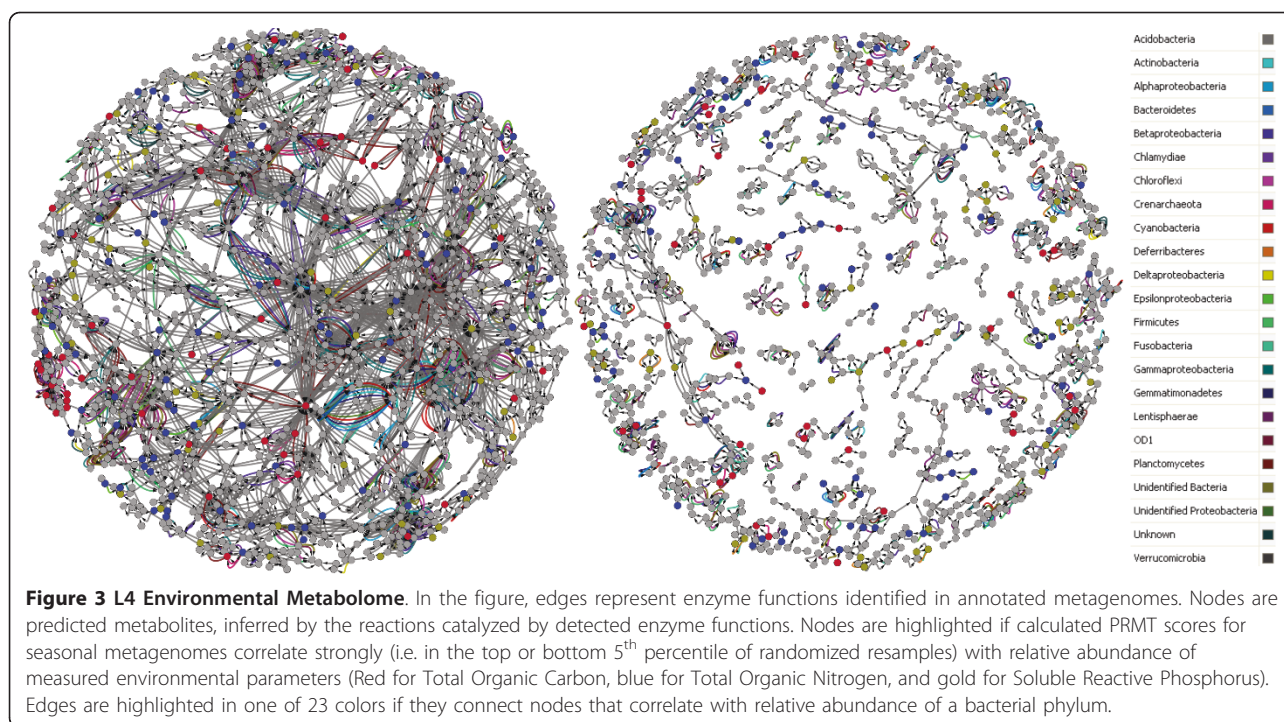 Acidobacteria
Actinobacteria
Alphaproteobacteria
Bacteroidetes
Betaproteobacteria
Chlamydiae
Chloroflexi
Crenarchaeota
Cyanobacteria
Deferribacteres
Deltaproteobacteria
Epsilonproteobacteria
Firmicutes
Fusobacteria
Gammaproteobacteria
Gemmatimonadetes
Lentisphaerae
OD1
Planctomycetes
Unidentified Bacteria
Unidentified Proteobacteria
Unknown
Verrucomicrobia
Figure 3 L4 Environmental Metabolome. In the figure, edges represent enzyme functions identified in annotated metagenomes. Nodes are
predicted metabolites, inferred by the reactions catalyzed by detected enzyme functions. Nodes are highlighted if calculated PRMT scores for
seasonal metagenomes correlate strongly (i.e. in the top or bottom 5th percentile of randomized resamples) with relative abundance of
measured environmental parameters (Red for Total Organic Carbon, blue for Total Organic Nitrogen, and gold for Soluble Reactive Phosphorus).
Edges are highlighted in one of 23 colors if they connect nodes that correlate with relative abundance of a bacterial phylum.